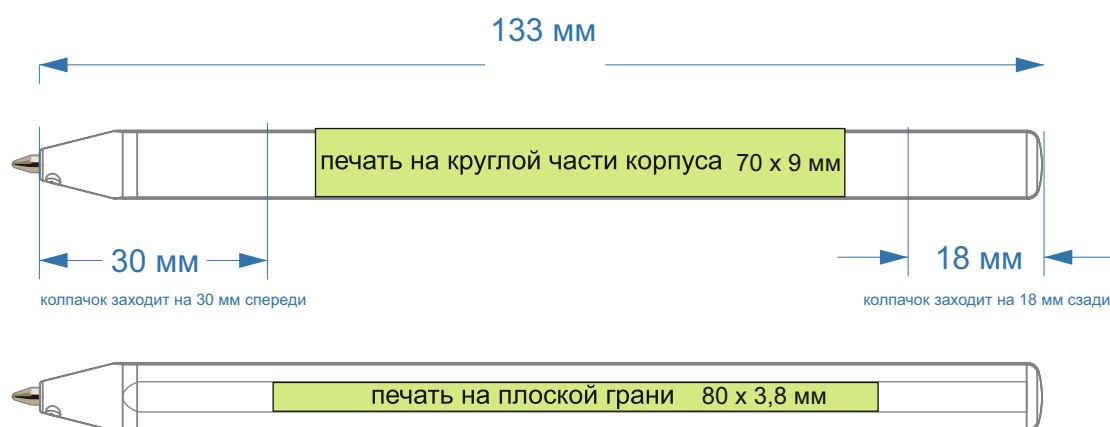 133 мм
печать на круглой части корпуса 70 х 9 мм
30 мм
18 мм
колпачок заходит на 30 мм спереди
колпачок заходит на 18 мм сзади
печать на плоской грани 80 х 3,8 мм